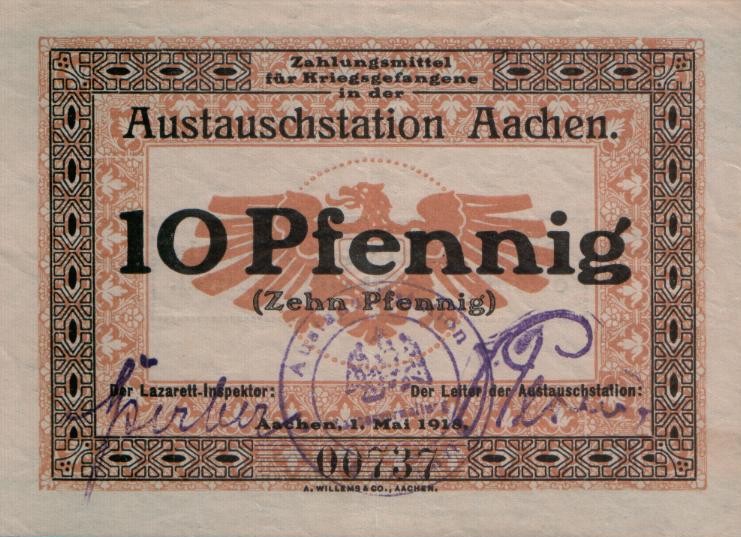 Zahlungsmittel
für Kriegsgefangene
in der
Austauschstation Aachen.
10 Pfennig
(Zehn Pfennig)
Der Lazarett-Inspektor: Der Leiter der Austauschstation:
Aachen, 1. Mai 1918.
00737
A. WILLEMS & CO., AACHEN.